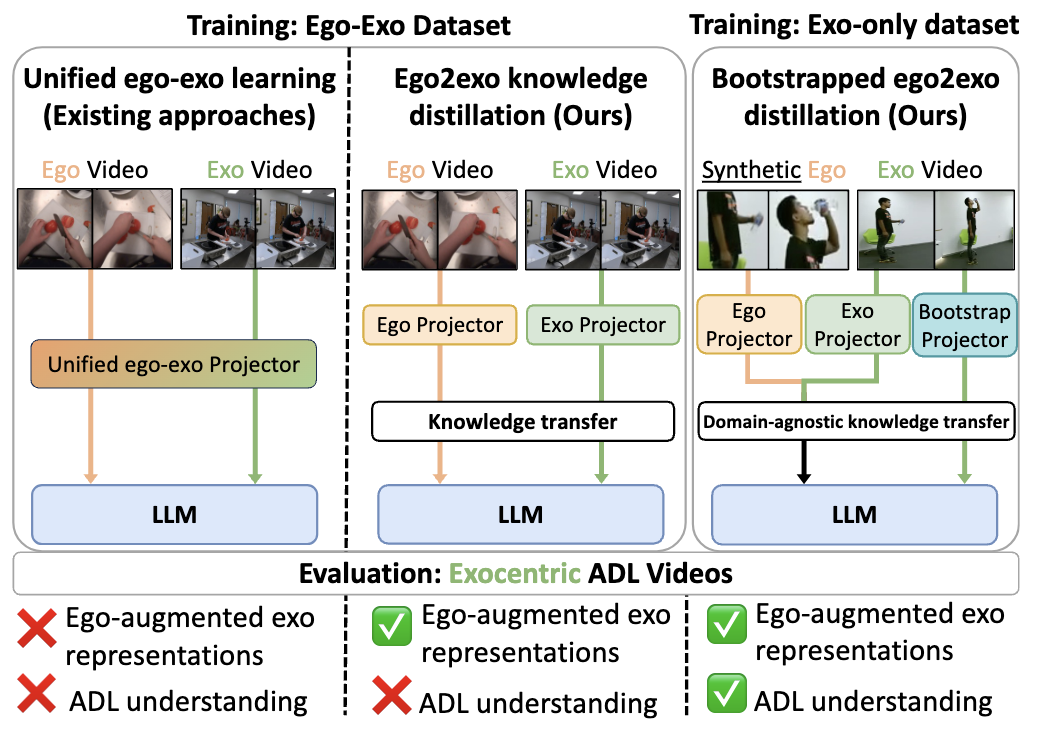 Training: Ego-Exo Dataset
Training: Exo-only dataset
Unified ego-exo learning
(Existing approaches)
Ego Video
Exo Video
Unified ego-exo Projector
LLM
Ego2exo knowledge
distillation (Ours)
Ego Video
Exo Video
Ego Projector
Exo Projector
Knowledge transfer
LLM
Bootstrapped ego2exo
distillation (Ours)
Synthetic Ego
Exo Video
Ego
Projector
Exo
Projector
Bootstrap
Projector
Domain-agnostic knowledge transfer
LLM
Evaluation: Exocentric ADL Videos
Ego-augmented exo
representations
ADL understanding
Ego-augmented exo
representations
ADL understanding
Ego-augmented exo
representations
ADL understanding